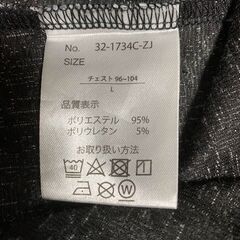 No. 32-1734C-ZJ
SIZE
チェスト 96~104
L
品質表示
ポリエステル 95%
ポリウレタン 5%
お取り扱い方法
40
W